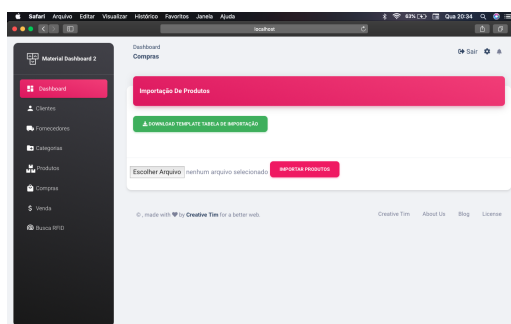 Safari Arquivo Editar Visualizar Histórico Favoritos Janela Ajuda 63% Qua 20:34
localhost
Material Dashboard 2
Dashboard
Compras
Sair
Dashboard
Clientes
Fornecedores
Categorias
Produtos
Compras
$ Venda
Busca RFID
Importação De Produtos
DOWNLOAD TEMPLATE TABELA DE IMPORTAÇÃO
Escolher Arquivo nenhum arquivo selecionado IMPORTAR PRODUTOS
© , made with by Creative Tim for a better web.
Creative Tim About Us Blog License